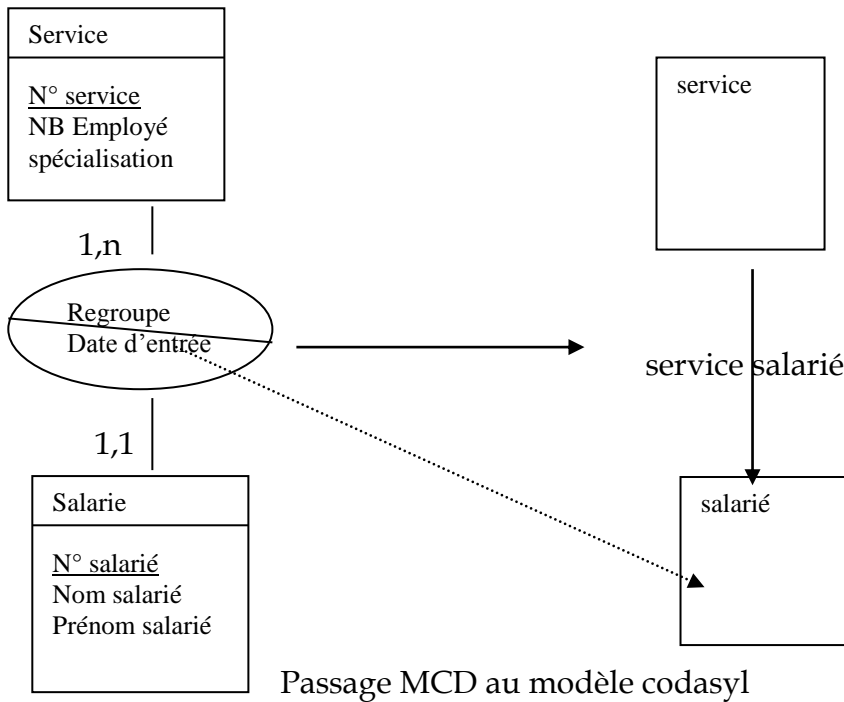 Service
N° service
NB Employé
spécialisation
1,n
Regroupe
Date d'entrée
1,1
Salarie
N° salarié
Nom salarié
Prénom salarié
service
service salarié
salarié
Passage MCD au modèle codasyl